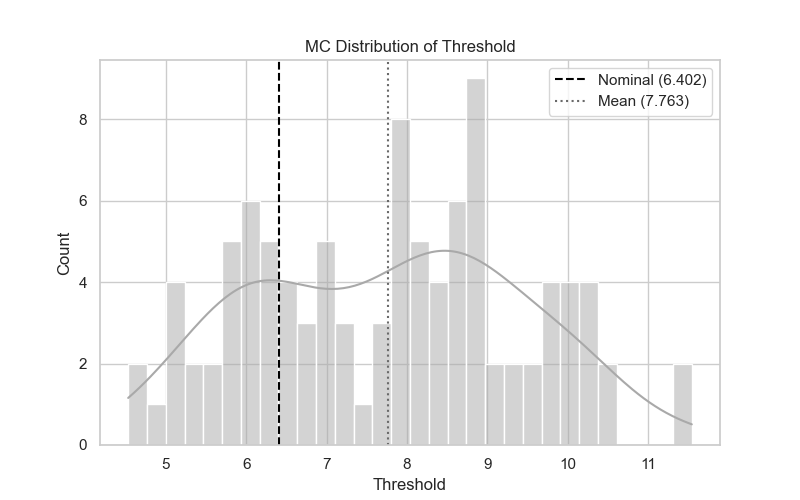 MC Distribution of Threshold
Nominal (6.402)
Mean (7.763)
Count
8
6
4
2
0
5 6 7 8 9 10 11
Threshold